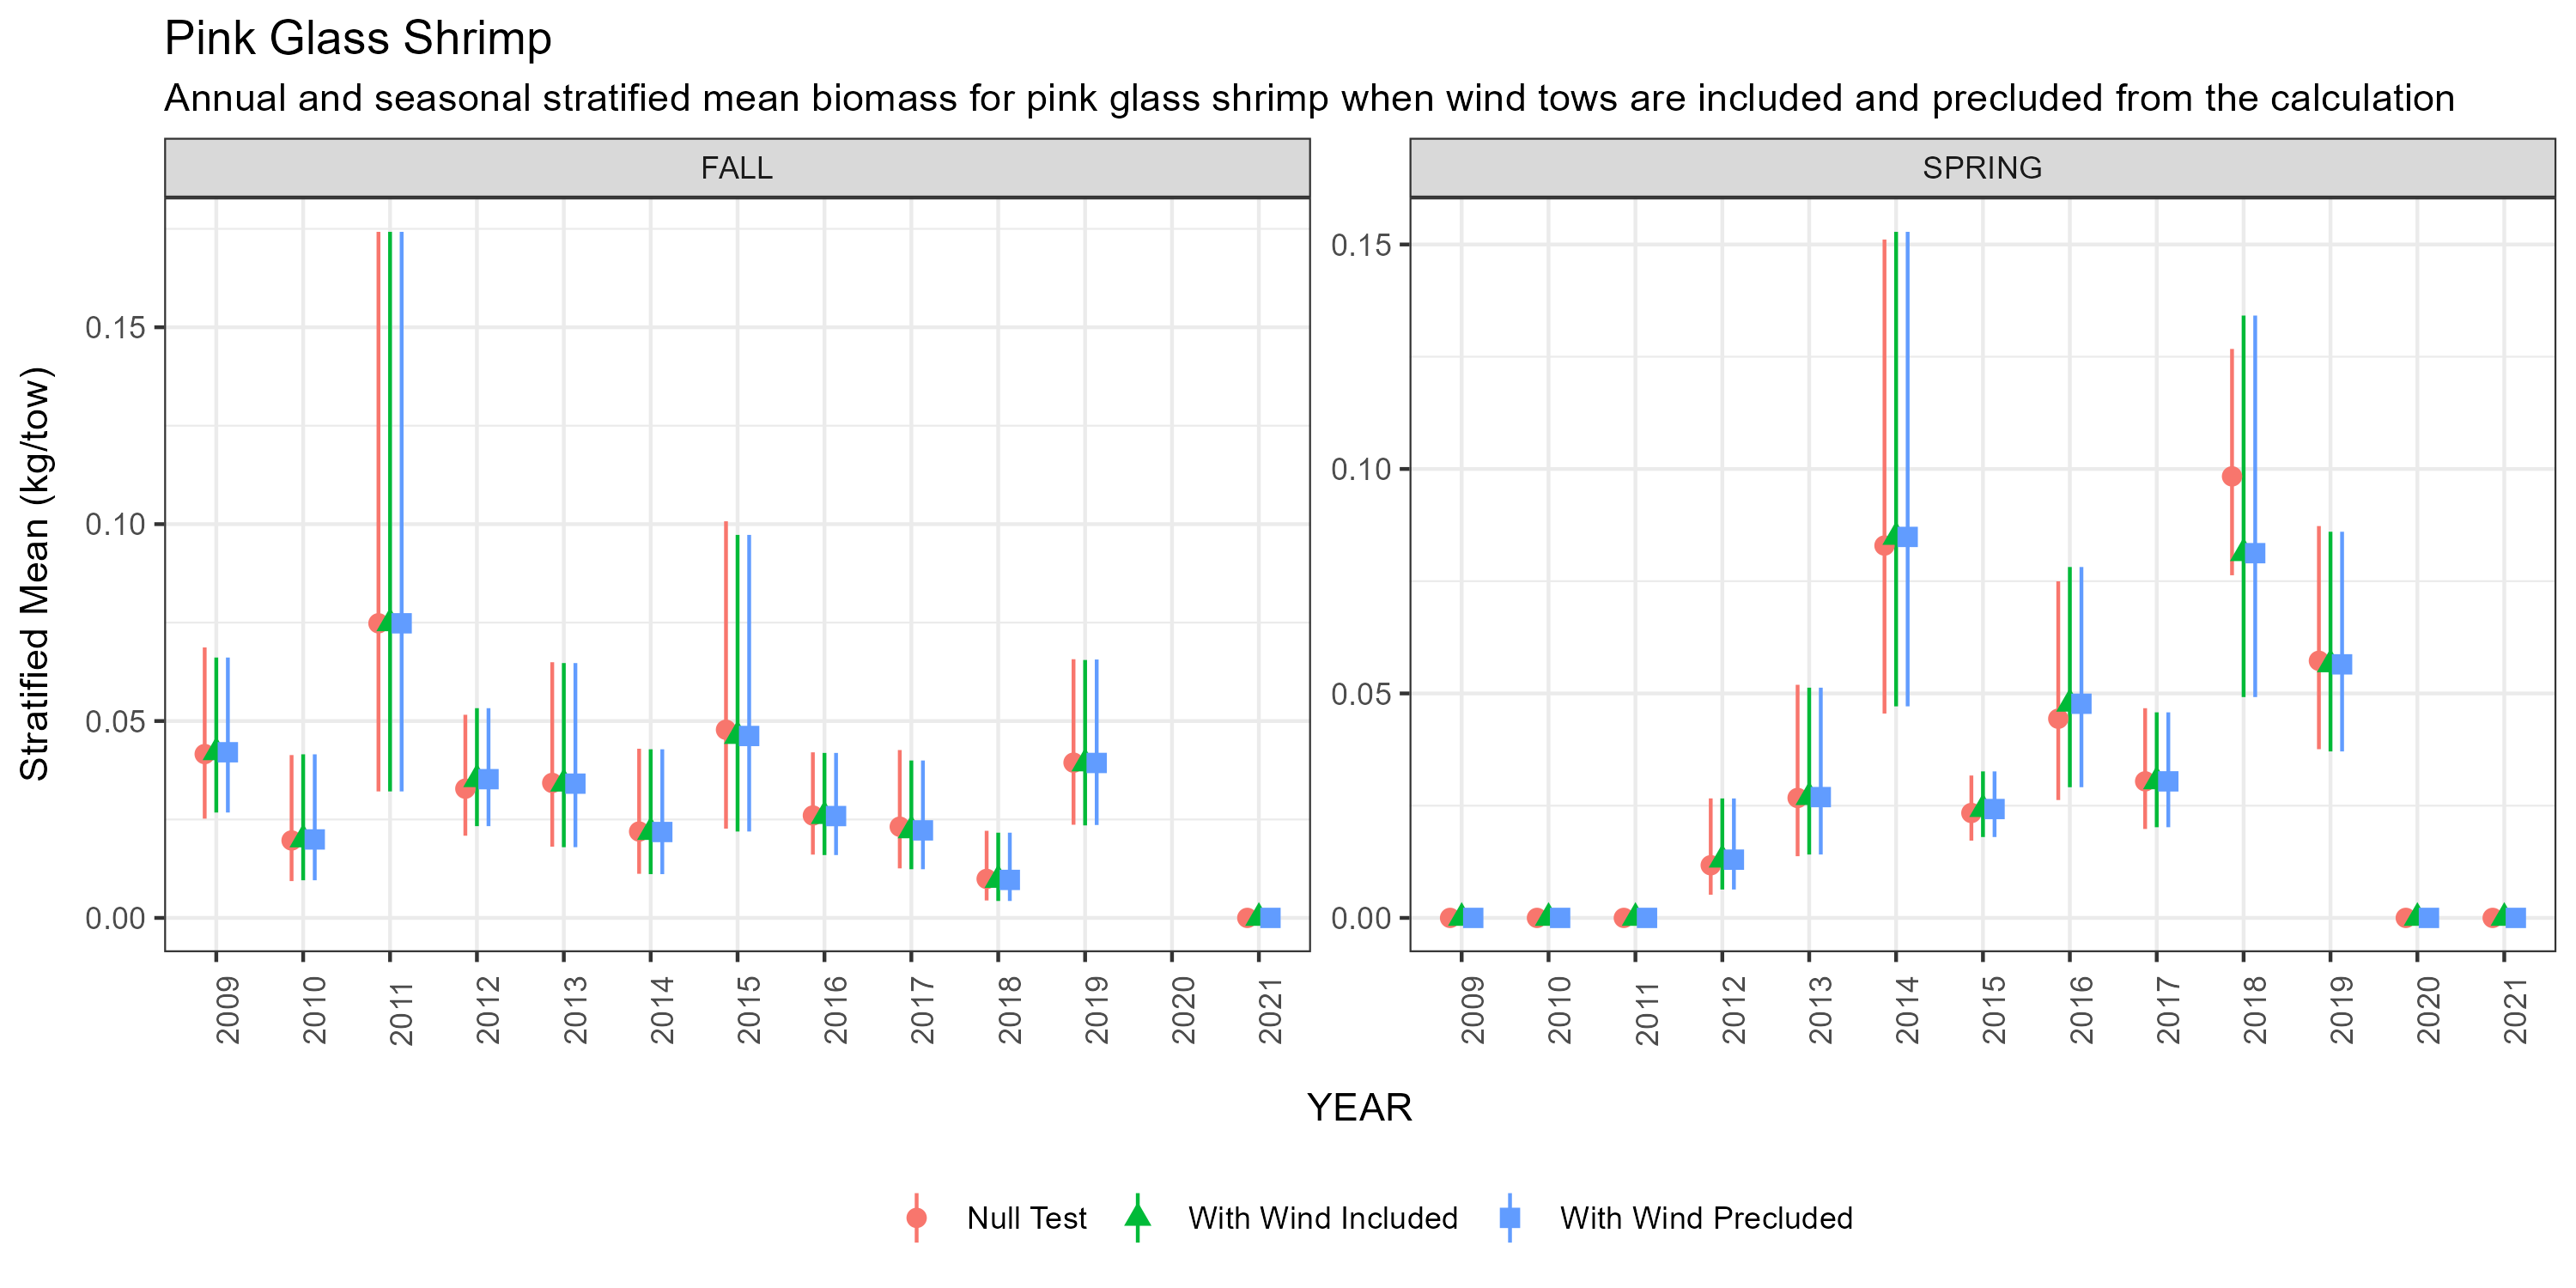 Pink Glass Shrimp
Annual and seasonal stratified mean biomass for pink glass shrimp when wind tows are included and precluded from the calculation
FALL
SPRING
Stratified Mean (kg/tow)
0.15
0.10
0.05
0.00
0.15
0.10
0.05
0.00
2009 2010 2011 2012 2013 2014 2015 2016 2017 2018 2019 2020 2021
2009 2010 2011 2012 2013 2014 2015 2016 2017 2018 2019 2020 2021
YEAR
Null Test With Wind Included With Wind Precluded